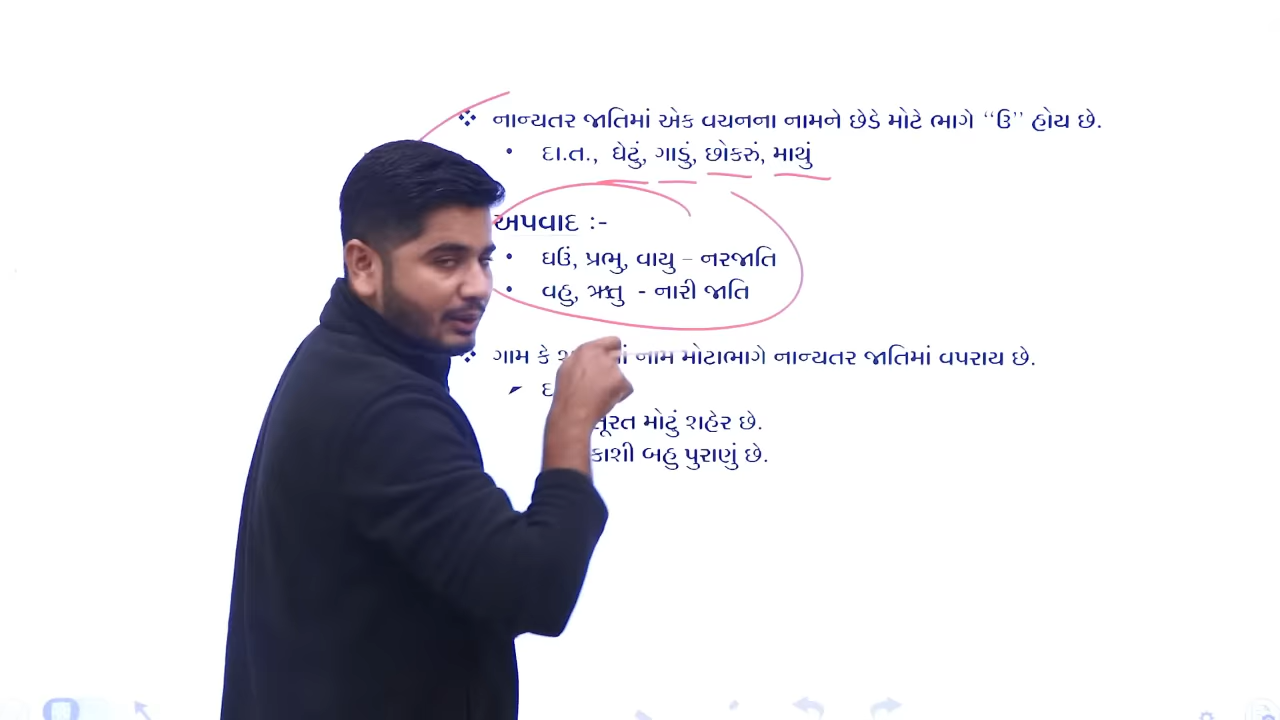 ❖ નાન્યતર જાતિમાં એક વચનના નામને છેડે મોટે ભાગે “ઉ” હોય છે.
• દા.ત., ઘેટું, ગાડું, છોકરું, માથું
અપવાદ :-
• ઘઉં, પ્રભુ, વાયુ – નરજાતિ
• વહુ, ઋતુ - નારી જાતિ
❖ ગામ કે નામ મોટાભાગે નાન્યતર જાતિમાં વપરાય છે.
સૂરત મોટું શહેર છે.
કાશી બહુ પુરાણું છે.